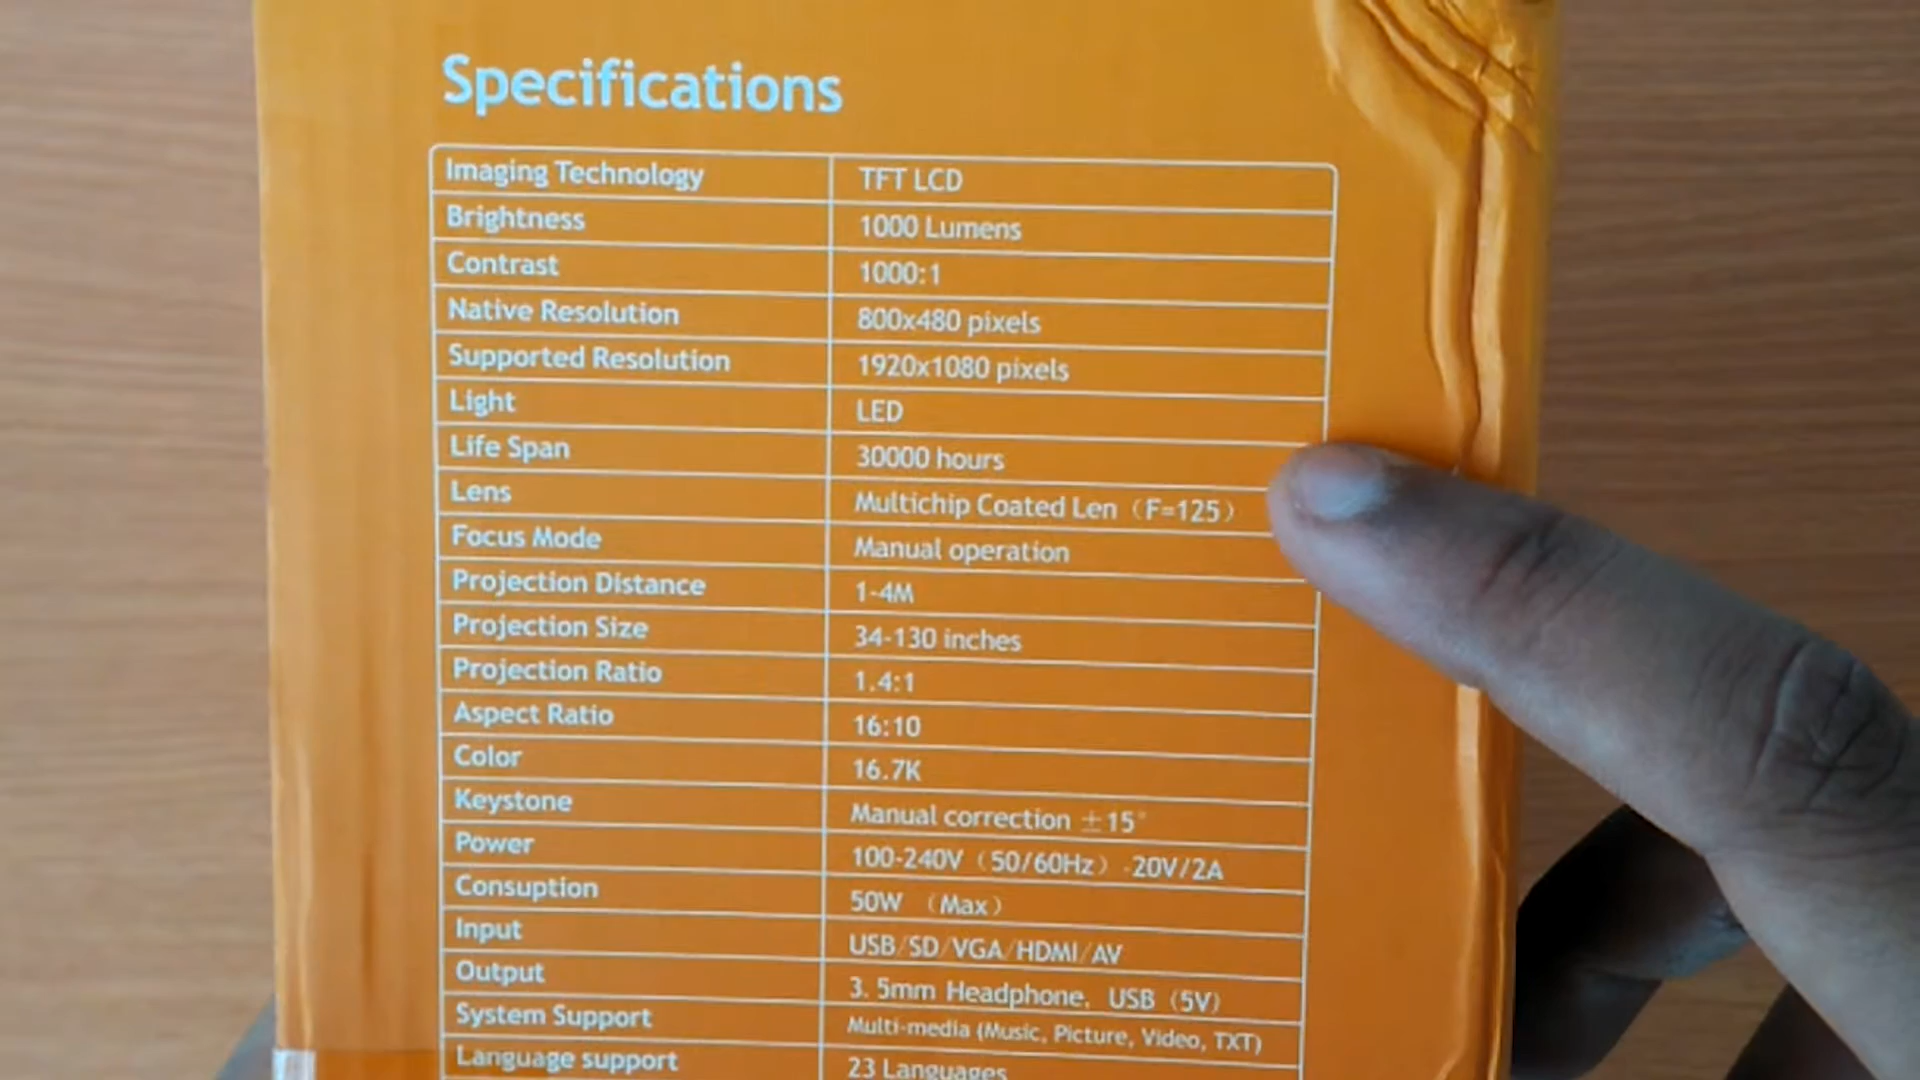 Specifications
Imaging Technology TFT LCD
Brightness 1000 Lumens
Contrast 1000:1
Native Resolution 800x480 pixels
Supported Resolution 1920x1080 pixels
Light LED
Life Span 30000 hours
Lens Multichip Coated Len (F=125)
Focus Mode Manual operation
Projection Distance 1-4M
Projection Size 34-130 inches
Projection Ratio 1.4:1
Aspect Ratio 16:10
Color 16.7K
Keystone Manual correction ±15°
Power 100-240V (50/60Hz) -20V/2A
Consuption 50W (Max)
Input USB/SD/VGA/HDMI/AV
Output 3.5mm Headphone, USB (5V)
System Support Multi-media (Music, Picture, Video, TXT)
Language support 23 Languages